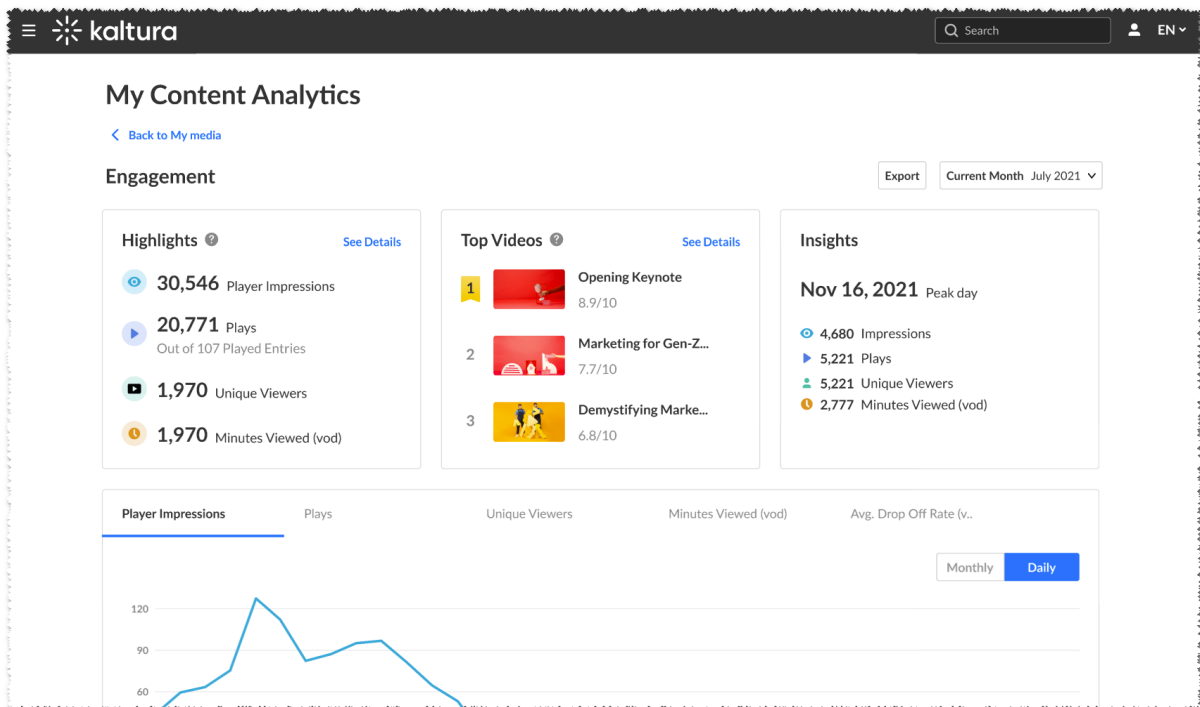 kaltura
Search
EN
My Content Analytics
Back to My media
Engagement
Export
Current Month July 2021
Highlights ?
See Details
30,546 Player Impressions
20,771 Plays
Out of 107 Played Entries
1,970 Unique Viewers
1,970 Minutes Viewed (vod)
Top Videos ?
See Details
1
Opening Keynote
8.9/10
2
Marketing for Gen-Z...
7.7/10
3
Demystifying Marke...
6.8/10
Insights
Nov 16, 2021 Peak day
4,680 Impressions
5,221 Plays
5,221 Unique Viewers
2,777 Minutes Viewed (vod)
Player Impressions
Plays
Unique Viewers
Minutes Viewed (vod)
Avg. Drop Off Rate (v..
Monthly
Daily
120
90
60